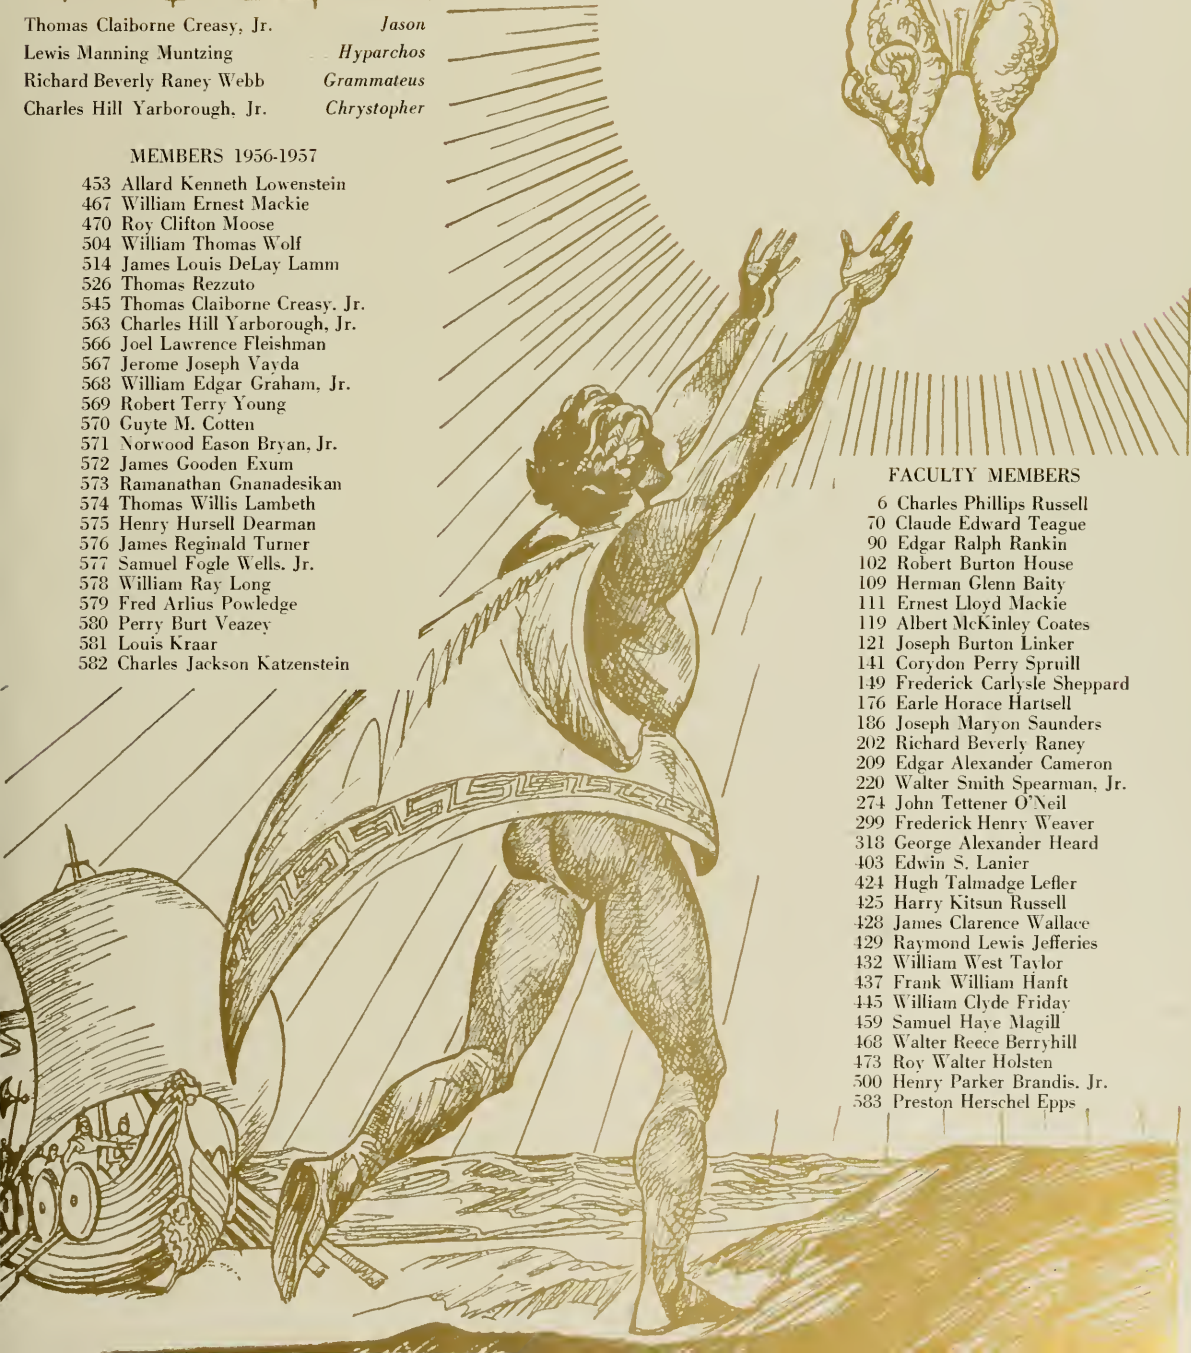 Thomas Claiborne Creasy, Jr. Jason
Lewis Manning Muntzing Hyparchos
Richard Beverly Raney Webb Grammateus
Charles Hill Yarborough, Jr. Chrystopher
MEMBERS 1956-1957
453 Allard Kenneth Lowenstein
467 William Ernest Mackie
470 Roy Clifton Moose
504 William Thomas Wolf
514 James Louis DeLay Lamm
526 Thomas Rezzuto
545 Thomas Claiborne Creasy, Jr.
563 Charles Hill Yarborough, Jr.
566 Joel Lawrence Fleishman
567 Jerome Joseph Vayda
568 William Edgar Graham, Jr.
569 Robert Terry Young
570 Guyte M. Cotten
571 Norwood Eason Bryan, Jr.
572 James Gooden Exum
573 Ramanathan Gnanadesikan
574 Thomas Willis Lambeth
575 Henry Hursell Dearman
576 James Reginald Turner
577 Samuel Fogle Wells, Jr.
578 William Ray Long
579 Fred Arlius Powledge
580 Perry Burt Veazey
581 Louis Kraar
582 Charles Jackson Katzenstein
FACULTY MEMBERS
6 Charles Phillips Russell
70 Claude Edward Teague
90 Edgar Ralph Rankin
102 Robert Burton House
109 Herman Glenn Baity
111 Ernest Lloyd Mackie
119 Albert McKinley Coates
121 Joseph Burton Linker
141 Corydon Perry Spruill
149 Frederick Carlysle Sheppard
176 Earle Horace Hartsell
186 Joseph Maryon Saunders
202 Richard Beverly Raney
209 Edgar Alexander Cameron
220 Walter Smith Spearman, Jr.
274 John Tettener O'Neil
299 Frederick Henry Weaver
318 George Alexander Heard
403 Edwin S. Lanier
424 Hugh Talmadge Lefler
425 Harry Kitsun Russell
428 James Clarence Wallace
429 Raymond Lewis Jefferies
432 William West Taylor
437 Frank William Hanft
445 William Clyde Friday
459 Samuel Haye Magill
468 Walter Reece Berryhill
473 Roy Walter Holsten
500 Henry Parker Brandis, Jr.
583 Preston Herschel Epps